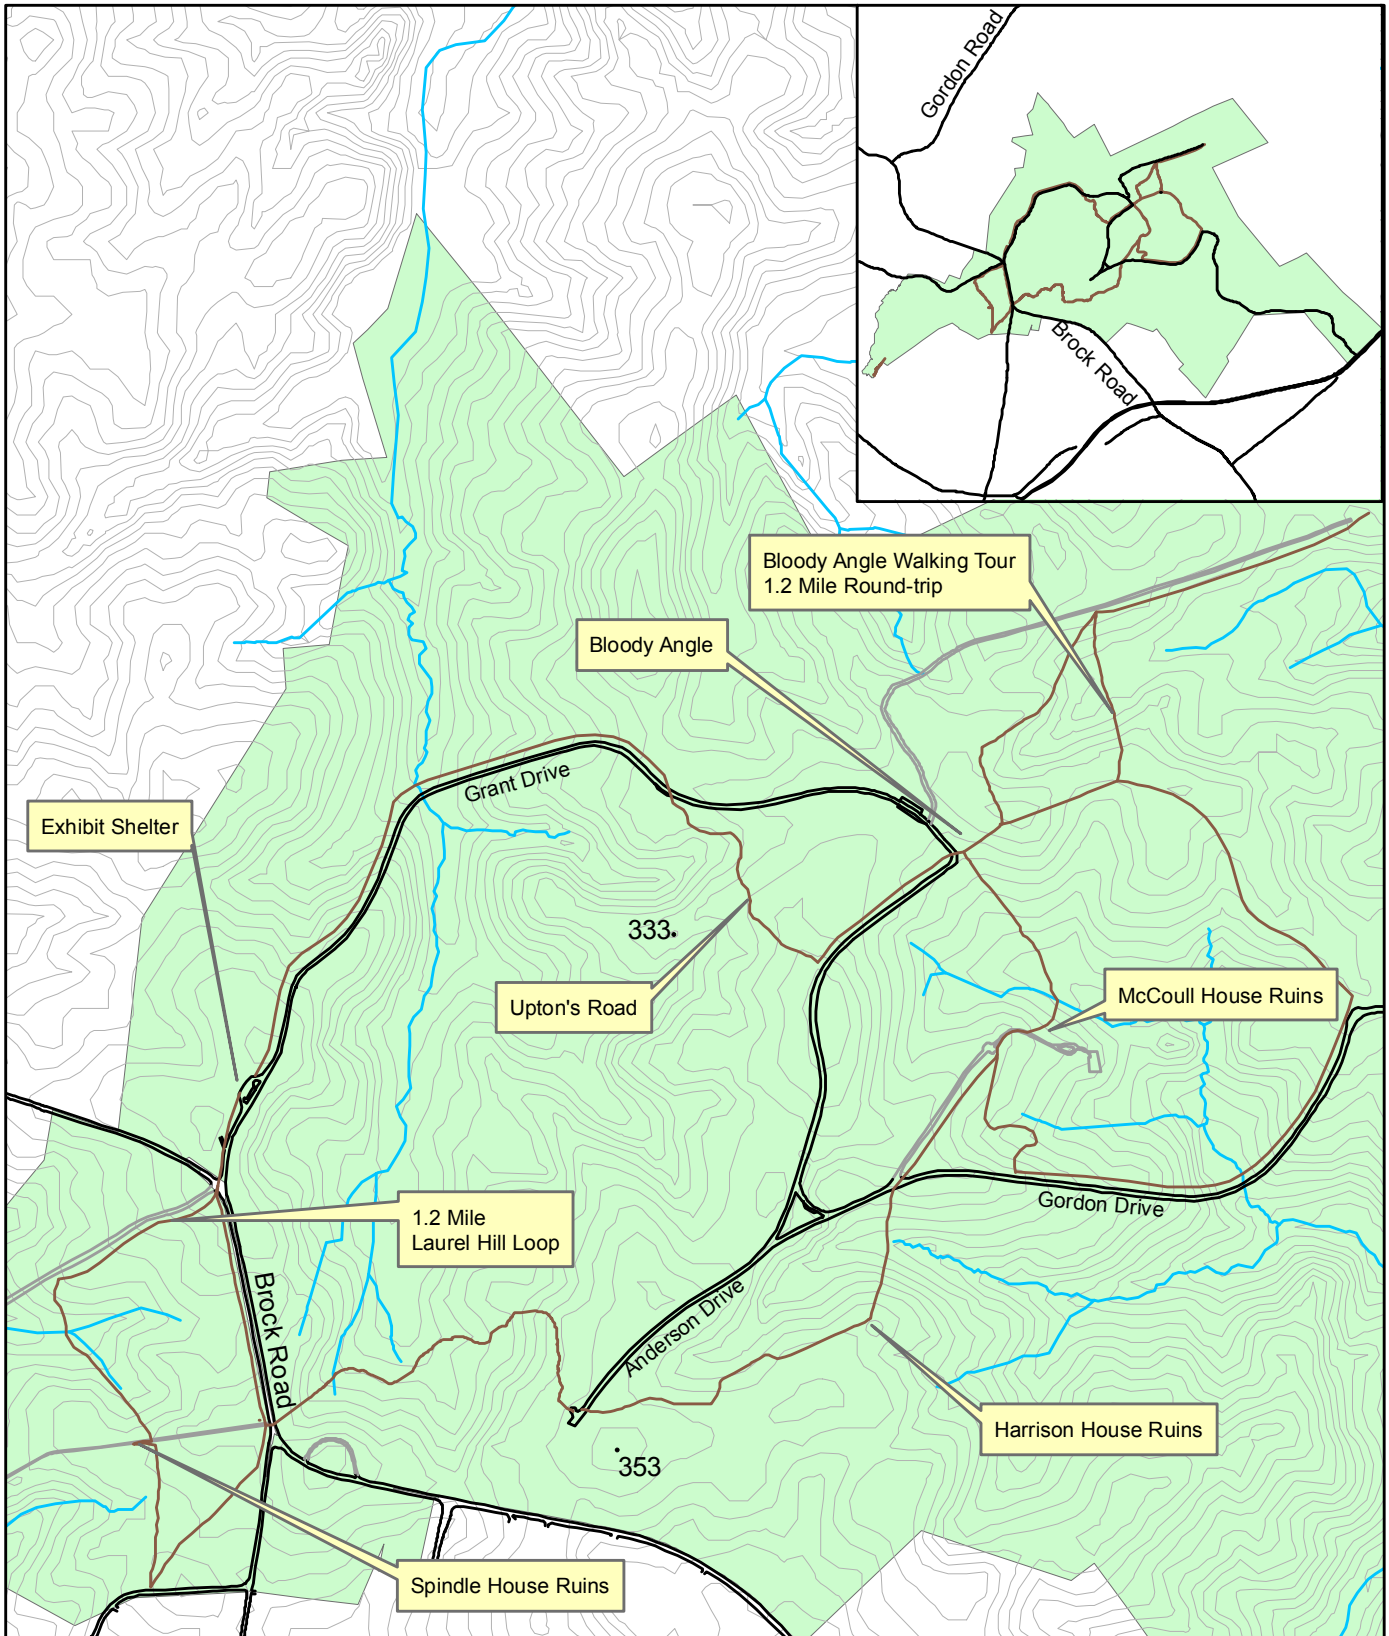 Gordon Road
Brock Road
Bloody Angle Walking Tour
1.2 Mile Round-trip
Bloody Angle
Grant Drive
Exhibit Shelter
333
Upton's Road
McCoull House Ruins
Gordon Drive
1.2 Mile
Laurel Hill Loop
Brock Road
Anderson Drive
Harrison House Ruins
353
Spindle House Ruins